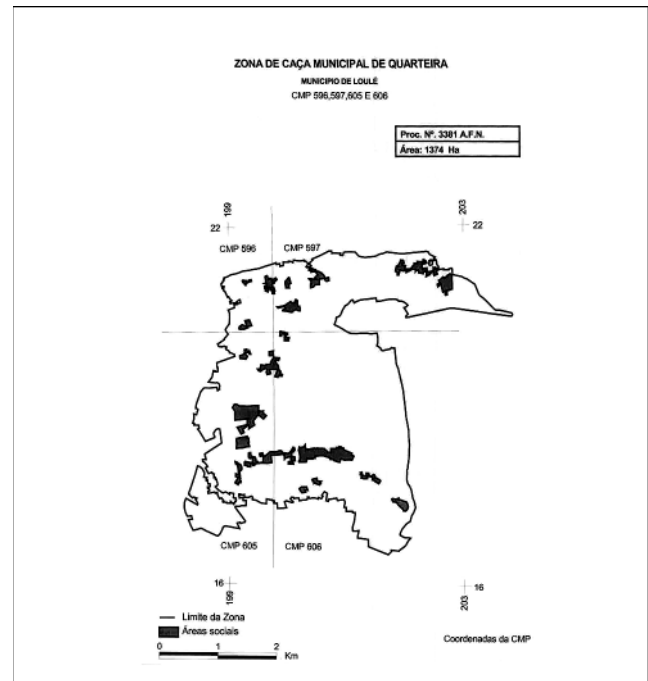 ZONA DE CAÇA MUNICIPAL DE QUARTEIRA
MUNICIPIO DE LOULÉ
CMP 596,597,605 E 606
Proc. Nº. 3381 A.F.N.
Área: 1374 Ha
199
203
22
22
CMP 596
CMP 597
CMP 605
CMP 606
16
16
199
203
Limite da Zona
Áreas sociais
0 1 2
Km
Coordenadas da CMP